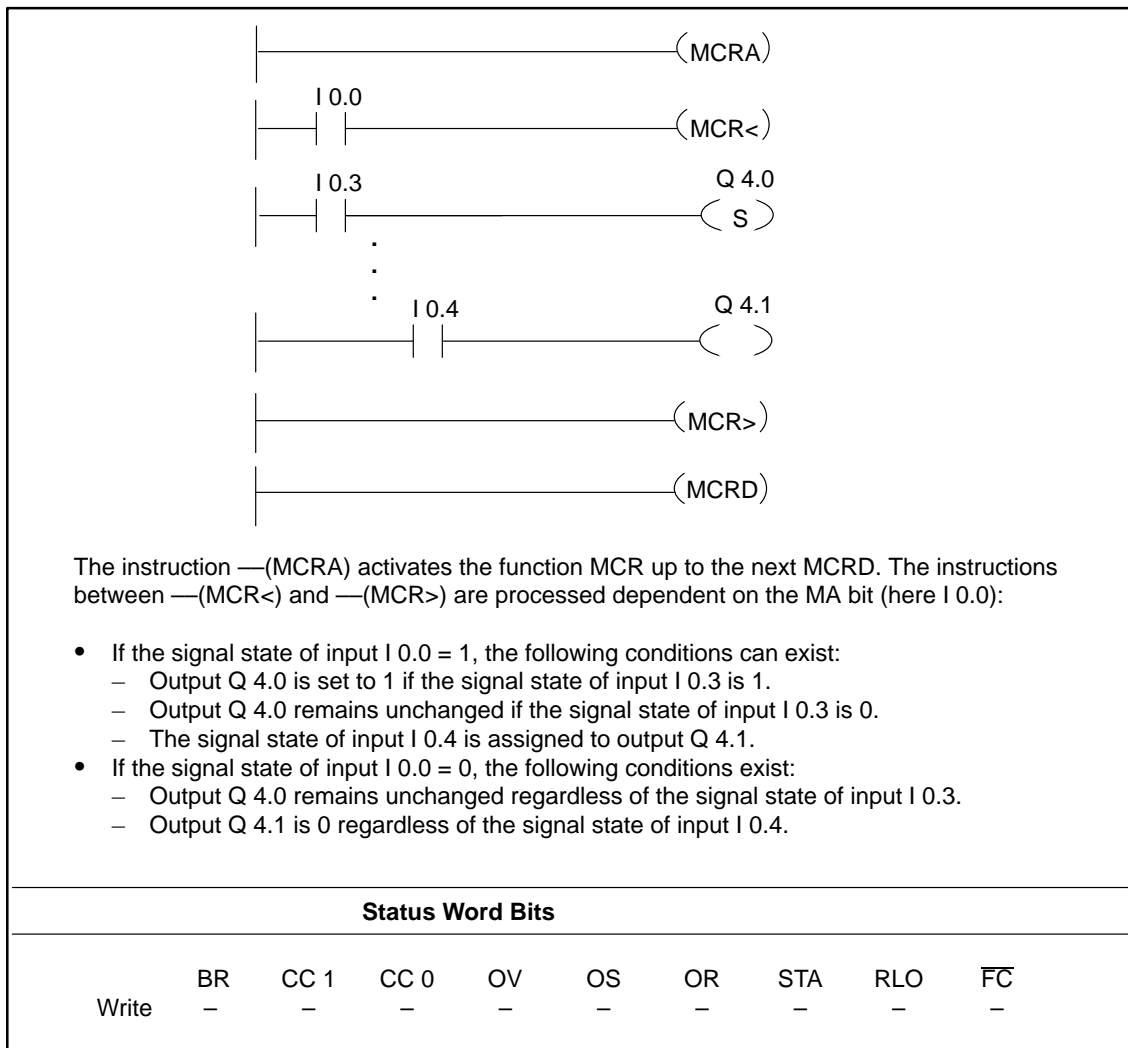 (MCRA)
I 0.0
(MCR<)
I 0.3 Q 4.0
S
I 0.4 Q 4.1
(MCR>)
(MCRD)
The instruction —(MCRA) activates the function MCR up to the next MCRD. The instructions
between —(MCR<) and —(MCR>) are processed dependent on the MA bit (here I 0.0):
• If the signal state of input I 0.0 = 1, the following conditions can exist:
– Output Q 4.0 is set to 1 if the signal state of input I 0.3 is 1.
– Output Q 4.0 remains unchanged if the signal state of input I 0.3 is 0.
– The signal state of input I 0.4 is assigned to output Q 4.1.
• If the signal state of input I 0.0 = 0, the following conditions exist:
– Output Q 4.0 remains unchanged regardless of the signal state of input I 0.3.
– Output Q 4.1 is 0 regardless of the signal state of input I 0.4.
Status Word Bits
BR CC 1 CC 0 OV OS OR STA RLO F̅C̅
Write – – – – – – – – –